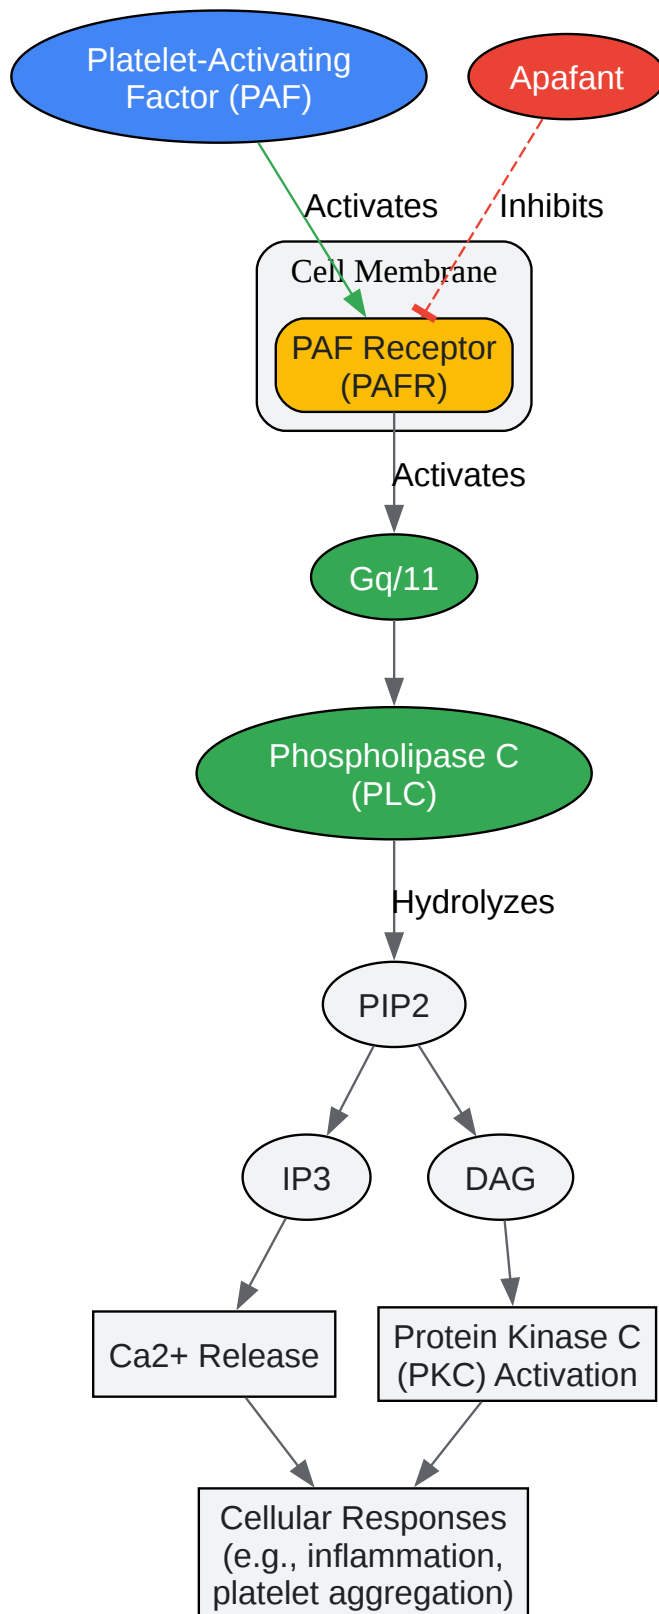 Platelet-Activating
Factor (PAF)
Apafant
Activates
Inhibits
Cell Membrane
PAF Receptor
(PAFR)
Activates
Gq/11
Phospholipase C
(PLC)
Hydrolyzes
PIP2
IP3
DAG
Ca2+ Release
Protein Kinase C
(PKC) Activation
Cellular Responses
(e.g., inflammation,
platelet aggregation)